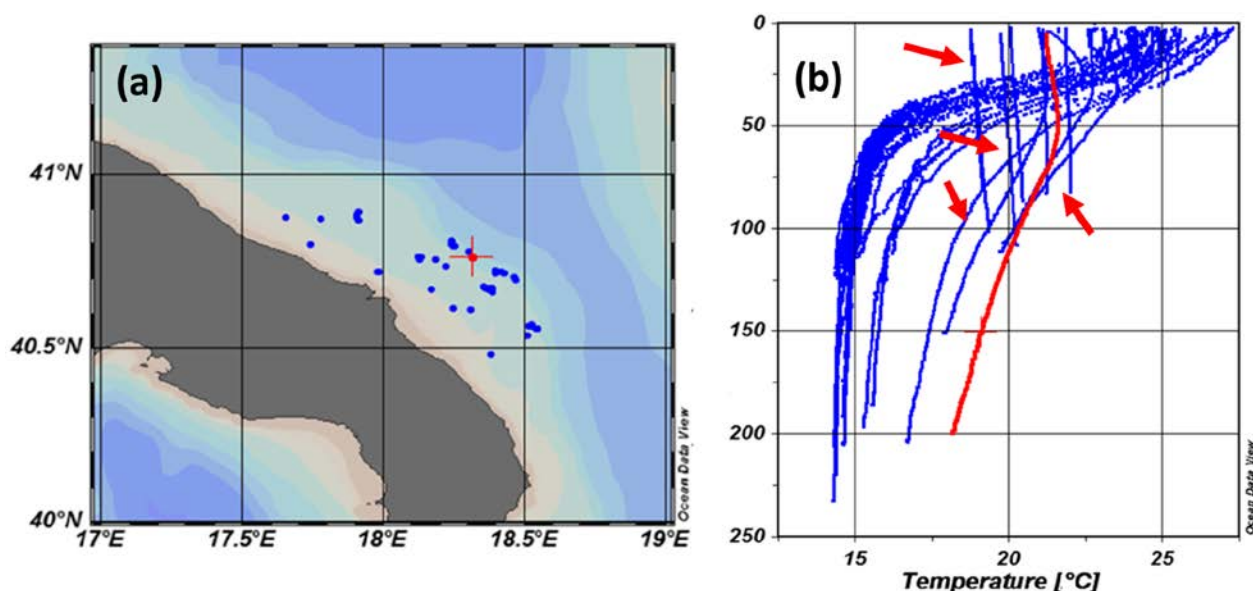 (a)
41°N
40.5°N
40°N
17°E
17.5°E
18°E
18.5°E
19°E
Ocean Data View
(b)
0
50
100
150
200
250
15
20
25
Temperature [°C]
Ocean Data View